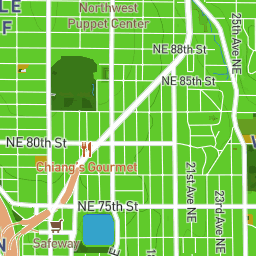 Northwest
Puppet Center
LE
F
NE 88th St
25th Ave NE
NE 85th St
NE 80th St
Chiang's Gourmet
21st Ave NE
23rd Ave NE
NE 75th St
Safeway
N
E